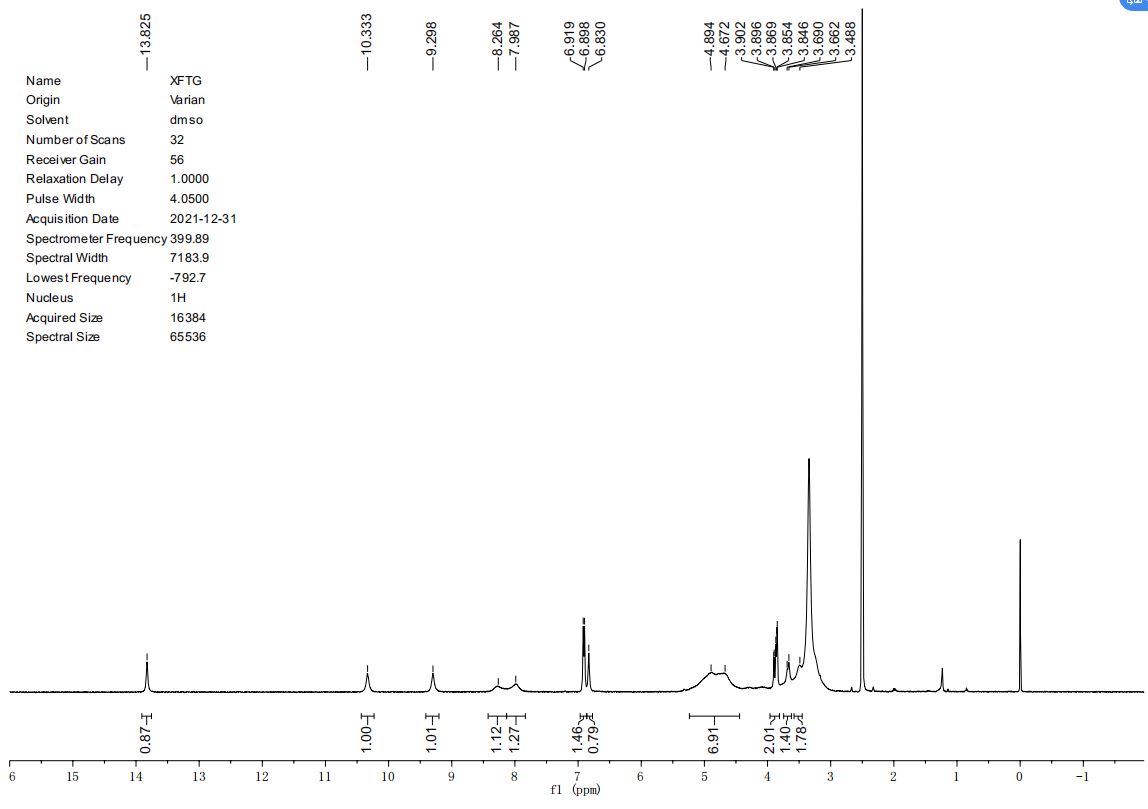 13.825
10.333
9.298
8.264
7.987
6.919
6.898
6.830
4.894
4.672
3.902
3.896
3.869
3.854
3.846
3.690
3.662
3.488
Name XFTG
Origin Varian
Solvent dmso
Number of Scans 32
Receiver Gain 56
Relaxation Delay 1.0000
Pulse Width 4.0500
Acquisition Date 2021-12-31
Spectrometer Frequency 399.89
Spectral Width 7183.9
Lowest Frequency -792.7
Nucleus 1H
Acquired Size 16384
Spectral Size 65536
0.87
1.00
1.01
1.12
1.27
1.46
0.79
6.91
2.01
1.40
1.78
6 15 14 13 12 11 10 9 8 7 6 5 4 3 2 1 0 -1
f1 (ppm)